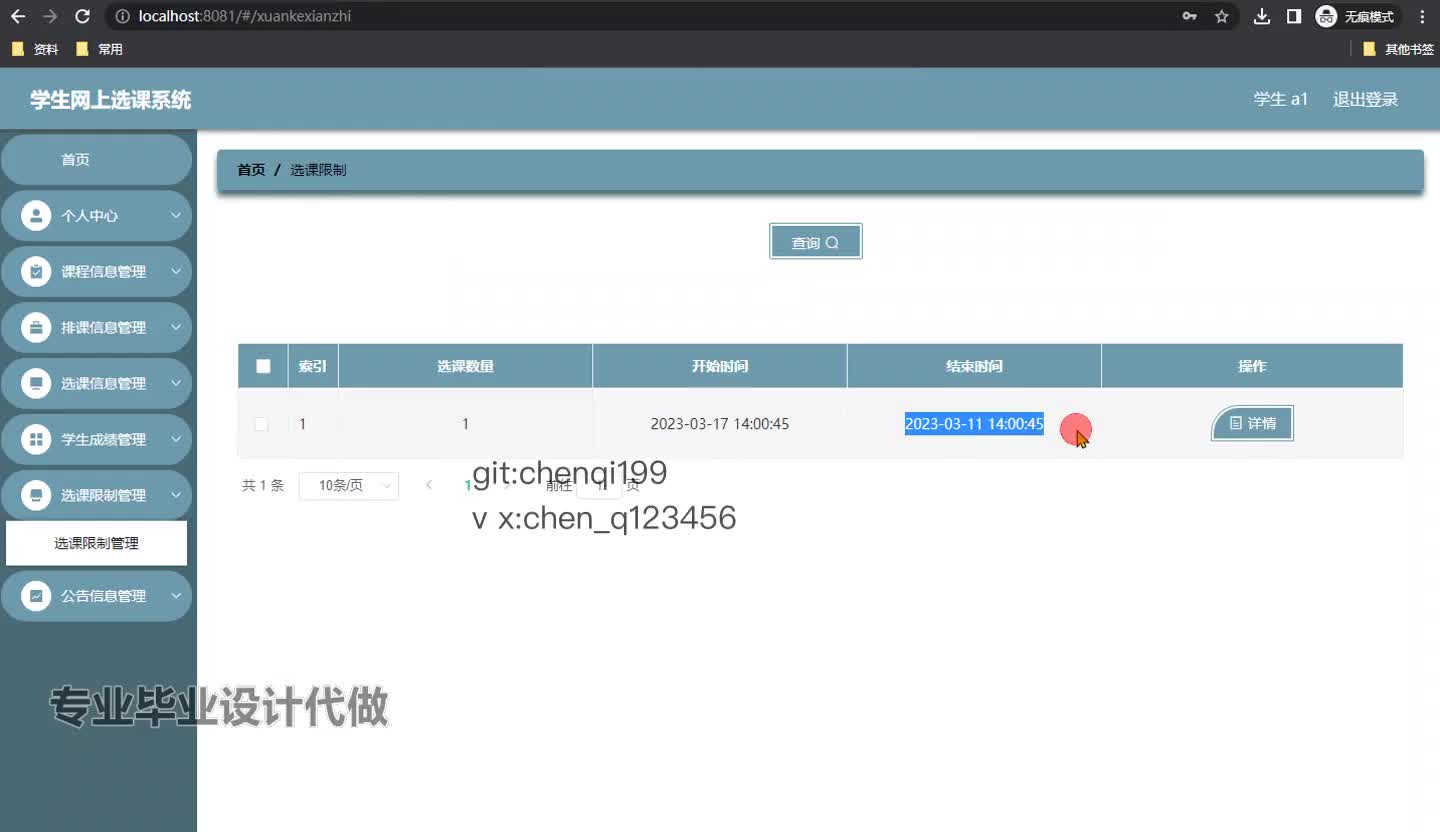 localhost:8081/#/xuankexianzhi
无痕模式
资料
常用
其他书签
学生网上选课系统
学生 a1
退出登录
首页
个人中心
课程信息管理
排课信息管理
选课信息管理
学生成绩管理
选课限制管理
选课限制管理
公告信息管理
首页 / 选课限制
查询
索引 选课数量 开始时间 结束时间 操作
1 1 2023-03-17 14:00:45 2023-03-11 14:00:45 详情
共 1 条 10条/页 1 前往 1 页
git:chenqi199
v x:chen_q123456
专业毕业设计代做